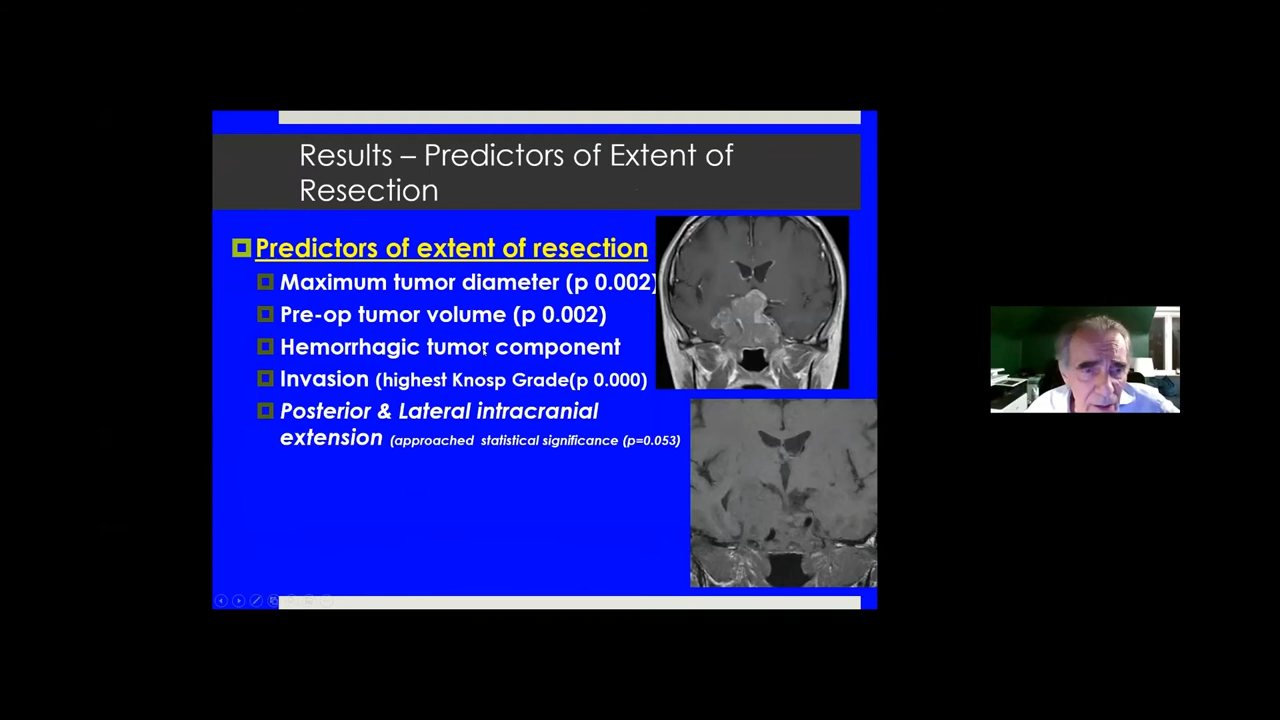 Results – Predictors of Extent of
Resection
Predictors of extent of resection
Maximum tumor diameter (p 0.002)
Pre-op tumor volume (p 0.002)
Hemorrhagic tumor component
Invasion (highest Knosp Grade(p 0.000)
Posterior & Lateral intracranial
extension (approached statistical significance (p=0.053)